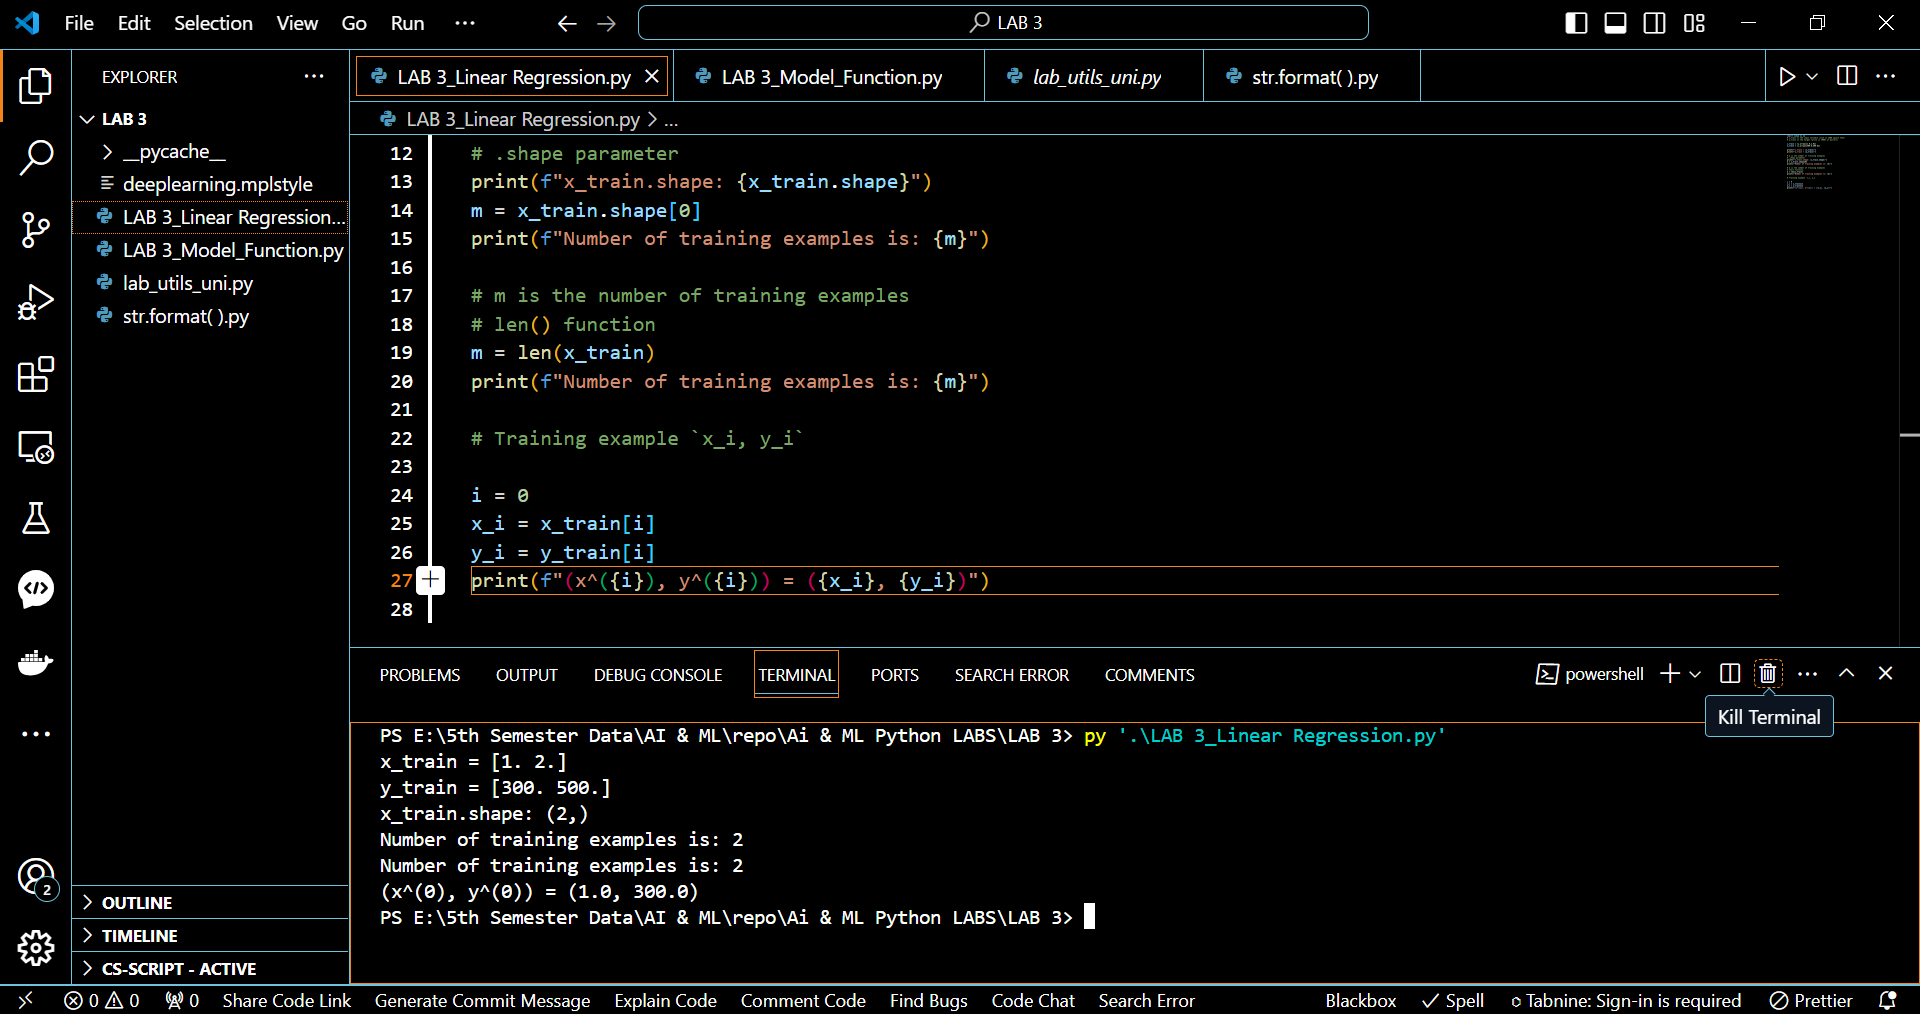 File Edit Selection View Go Run ···
LAB 3
EXPLORER ···
LAB 3
__pycache__
deeplearning.mplstyle
LAB 3_Linear Regression...
LAB 3_Model_Function.py
lab_utils_uni.py
str.format( ).py
OUTLINE
TIMELINE
CS-SCRIPT - ACTIVE
2
LAB 3_Linear Regression.py LAB 3_Model_Function.py lab_utils_uni.py str.format( ).py
LAB 3_Linear Regression.py > ...
12 # .shape parameter
13 print(f"x_train.shape: {x_train.shape}")
14 m = x_train.shape[0]
15 print(f"Number of training examples is: {m}")
16
17 # m is the number of training examples
18 # len() function
19 m = len(x_train)
20 print(f"Number of training examples is: {m}")
21
22 # Training example `x_i, y_i`
23
24 i = 0
25 x_i = x_train[i]
26 y_i = y_train[i]
27 print(f"(x^({i}), y^({i})) = ({x_i}, {y_i})")
28
PROBLEMS OUTPUT DEBUG CONSOLE TERMINAL PORTS SEARCH ERROR COMMENTS powershell
Kill Terminal
PS E:\5th Semester Data\AI & ML\repo\Ai & ML Python LABS\LAB 3> py '.\LAB 3_Linear Regression.py'
x_train = [1. 2.]
y_train = [300. 500.]
x_train.shape: (2,)
Number of training examples is: 2
Number of training examples is: 2
(x^(0), y^(0)) = (1.0, 300.0)
PS E:\5th Semester Data\AI & ML\repo\Ai & ML Python LABS\LAB 3>
0 0 0 Share Code Link Generate Commit Message Explain Code Comment Code Find Bugs Code Chat Search Error Blackbox Spell Tabnine: Sign-in is required Prettier